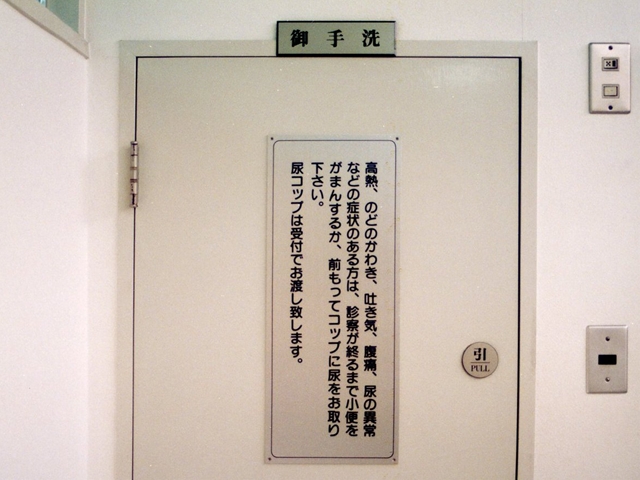 御手洗
高熱、のどのかわき、吐き気、腹痛、尿の異常
などの症状のある方は、診察が終るまで小便を
がまんするか、前もってコップに尿をお取り
下さい。
尿コップは受付でお渡し致します。
引
PULL